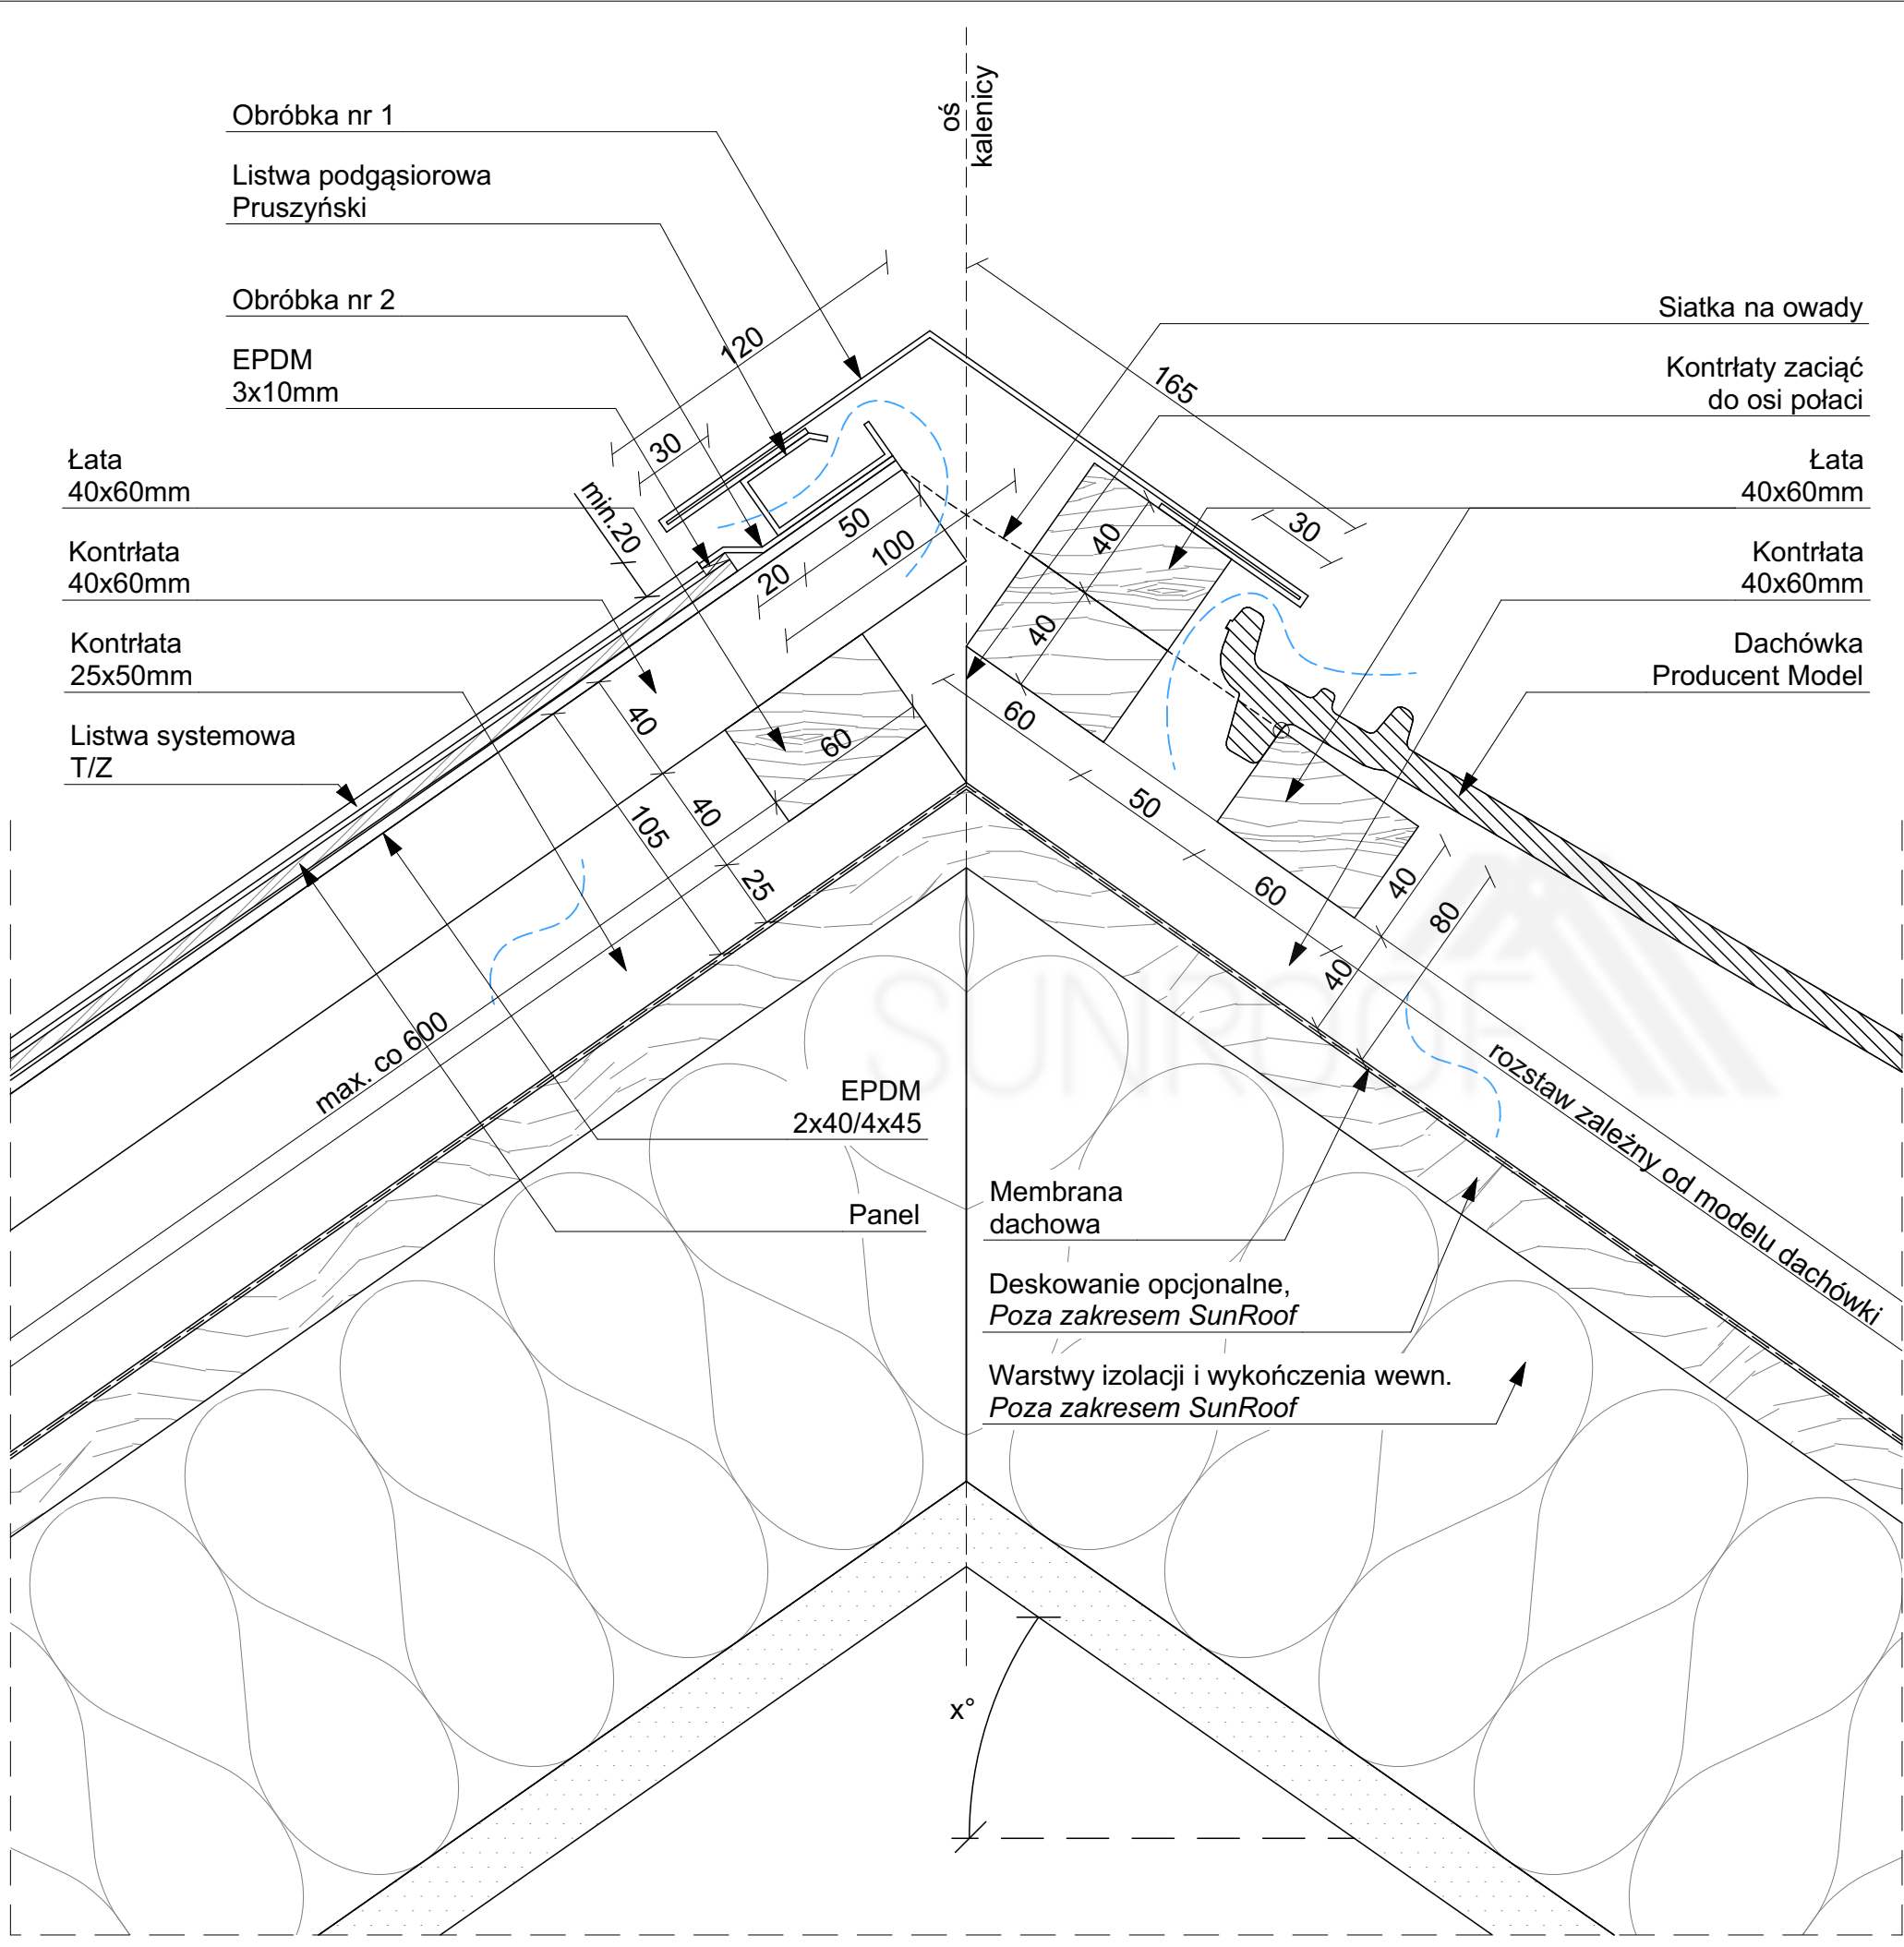 oś
kalenicy
Obróbka nr 1
Listwa podgąsiorowa
Pruszyński
Obróbka nr 2
EPDM
3x10mm
Łata
40x60mm
Kontrłata
40x60mm
Kontrłata
25x50mm
Listwa systemowa
T/Z
Siatka na owady
Kontrłaty zaciąć
do osi połaci
Łata
40x60mm
Kontrłata
40x60mm
Dachówka
Producent Model
120
30
min.20
50
100
20
165
30
40
40
60
50
60
40
80
40
40
40
25
105
60
max. co 600
rozstaw zależny od modelu dachówki
SUNROOF
EPDM
2x40/4x45
Panel
Membrana
dachowa
Deskowanie opcjonalne,
Poza zakresem SunRoof
Warstwy izolacji i wykończenia wewn.
Poza zakresem SunRoof
x°